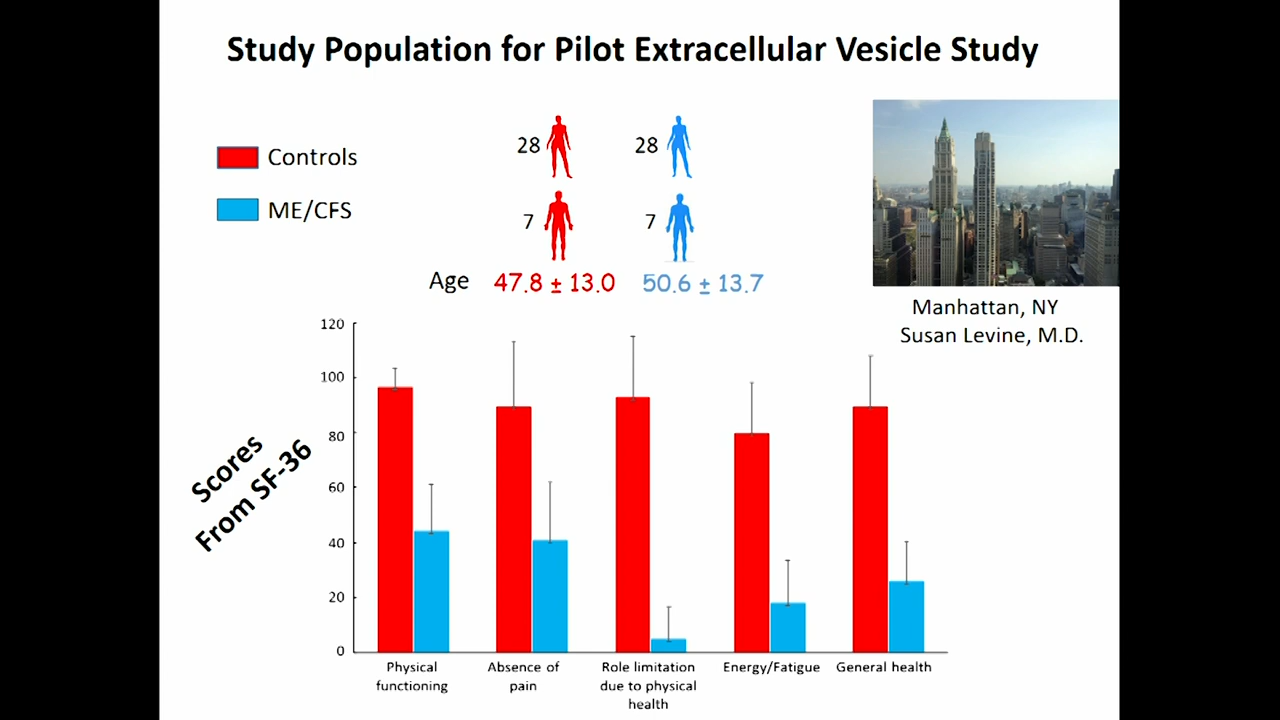 Study Population for Pilot Extracellular Vesicle Study
Controls
ME/CFS
28
28
7
7
Age
47.8 ± 13.0
50.6 ± 13.7
Manhattan, NY
Susan Levine, M.D.
Scores
From SF-36
120
100
80
60
40
20
0
Physical
functioning
Absence of
pain
Role limitation
due to physical
health
Energy/Fatigue
General health